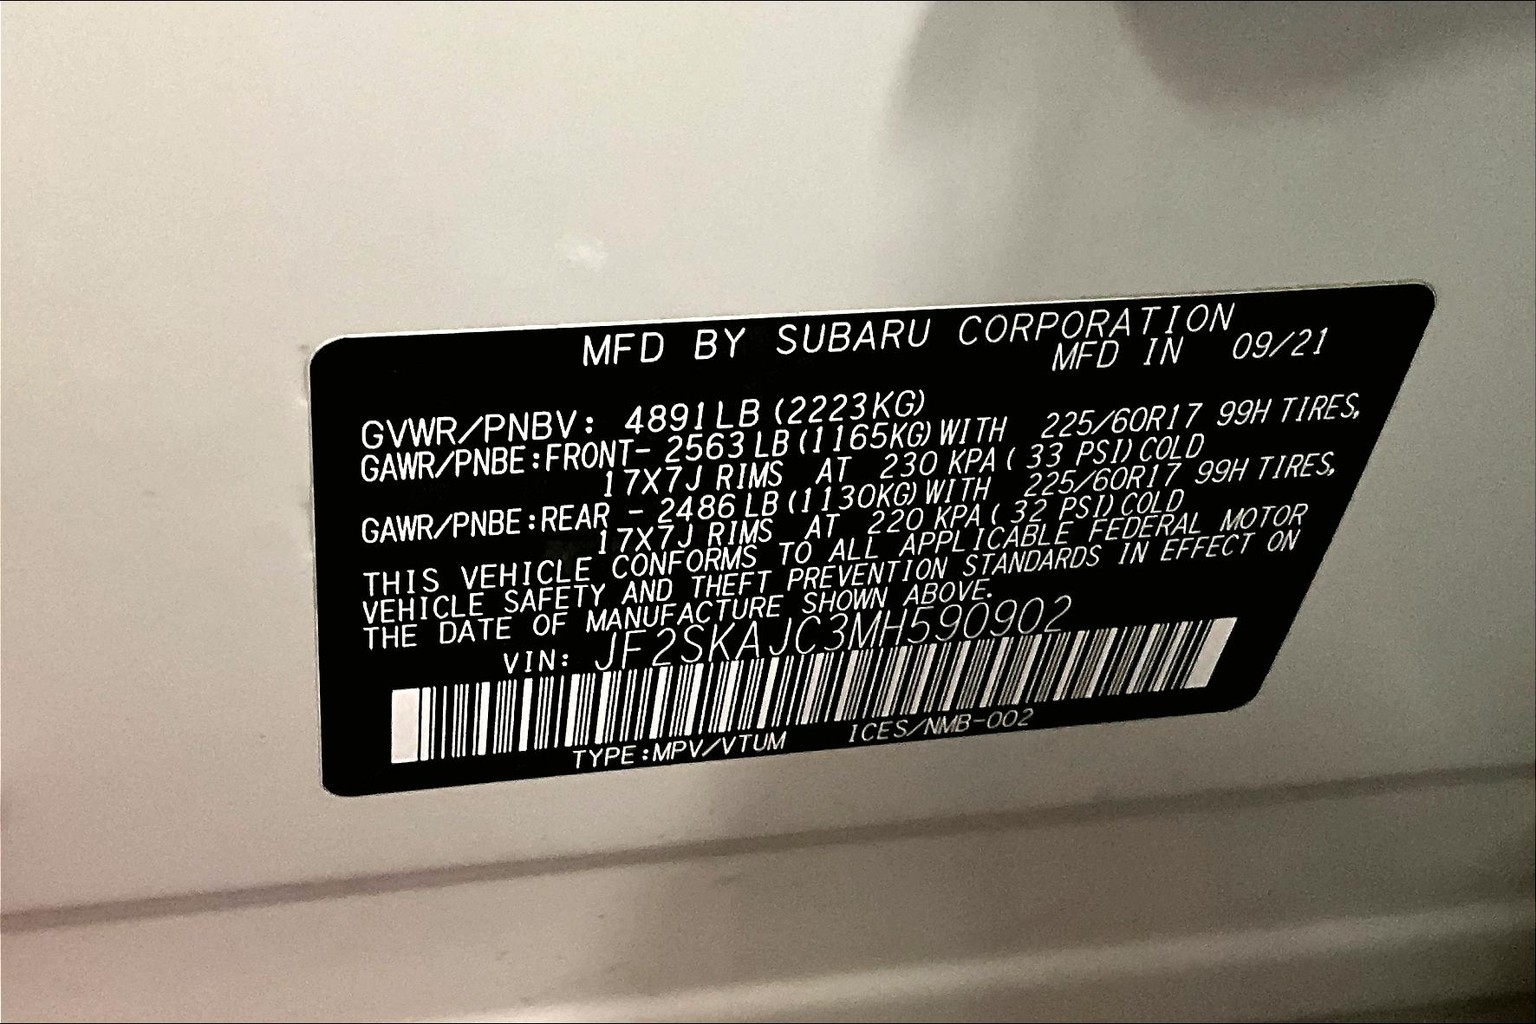 MFD BY SUBARU CORPORATION
MFD IN 09/21
GVWR/PNBV: 4891LB (2223KG)
GAWR/PNBE:FRONT- 2563 LB (1165KG) WITH 225/60R17 99H TIRES,
17X7J RIMS AT 230 KPA ( 33 PSI) COLD
GAWR/PNBE:REAR - 2486 LB (1130KG) WITH 225/60R17 99H TIRES,
17X7J RIMS AT 220 KPA ( 32 PSI) COLD
THIS VEHICLE CONFORMS TO ALL APPLICABLE FEDERAL MOTOR
VEHICLE SAFETY AND THEFT PREVENTION STANDARDS IN EFFECT ON
THE DATE OF MANUFACTURE SHOWN ABOVE.
VIN: JF2SKAJC3MH590902
TYPE:MPV/VTUM ICES/NMB-002